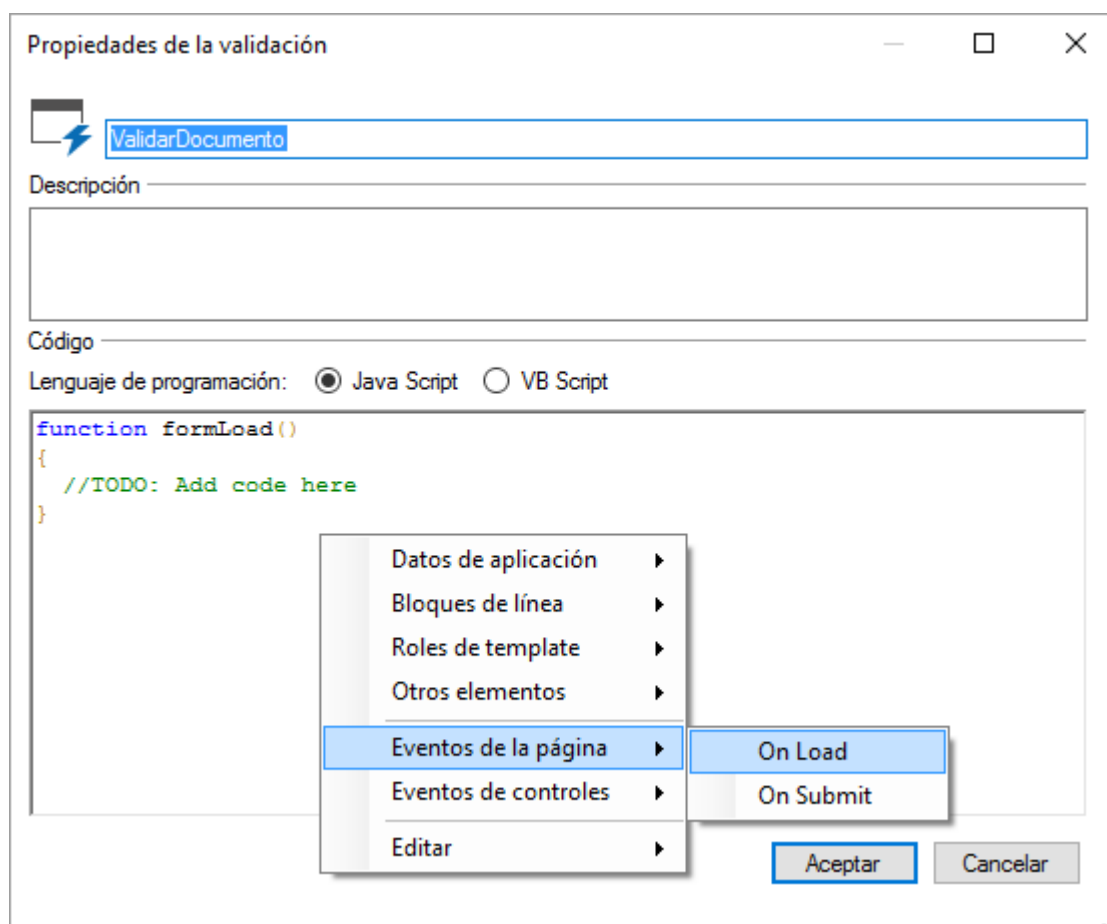 Propiedades de la validación
ValidarDocumento
Descripción
Código
Lenguaje de programación: Java Script VB Script
function formLoad()
{
//TODO: Add code here
}
Datos de aplicación
Bloques de línea
Roles de template
Otros elementos
Eventos de la página
On Load
Eventos de controles
On Submit
Editar
Aceptar Cancelar